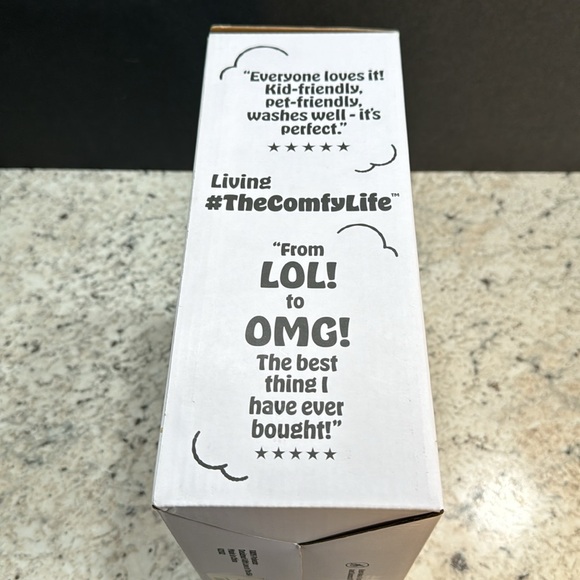 “Everyone loves it!
Kid-friendly,
pet-friendly,
washes well - it's
perfect.”
★★★★★
Living
#TheComfyLife™
“From
LOL!
to
OMG!
The best
thing I
have ever
bought!”
★★★★★